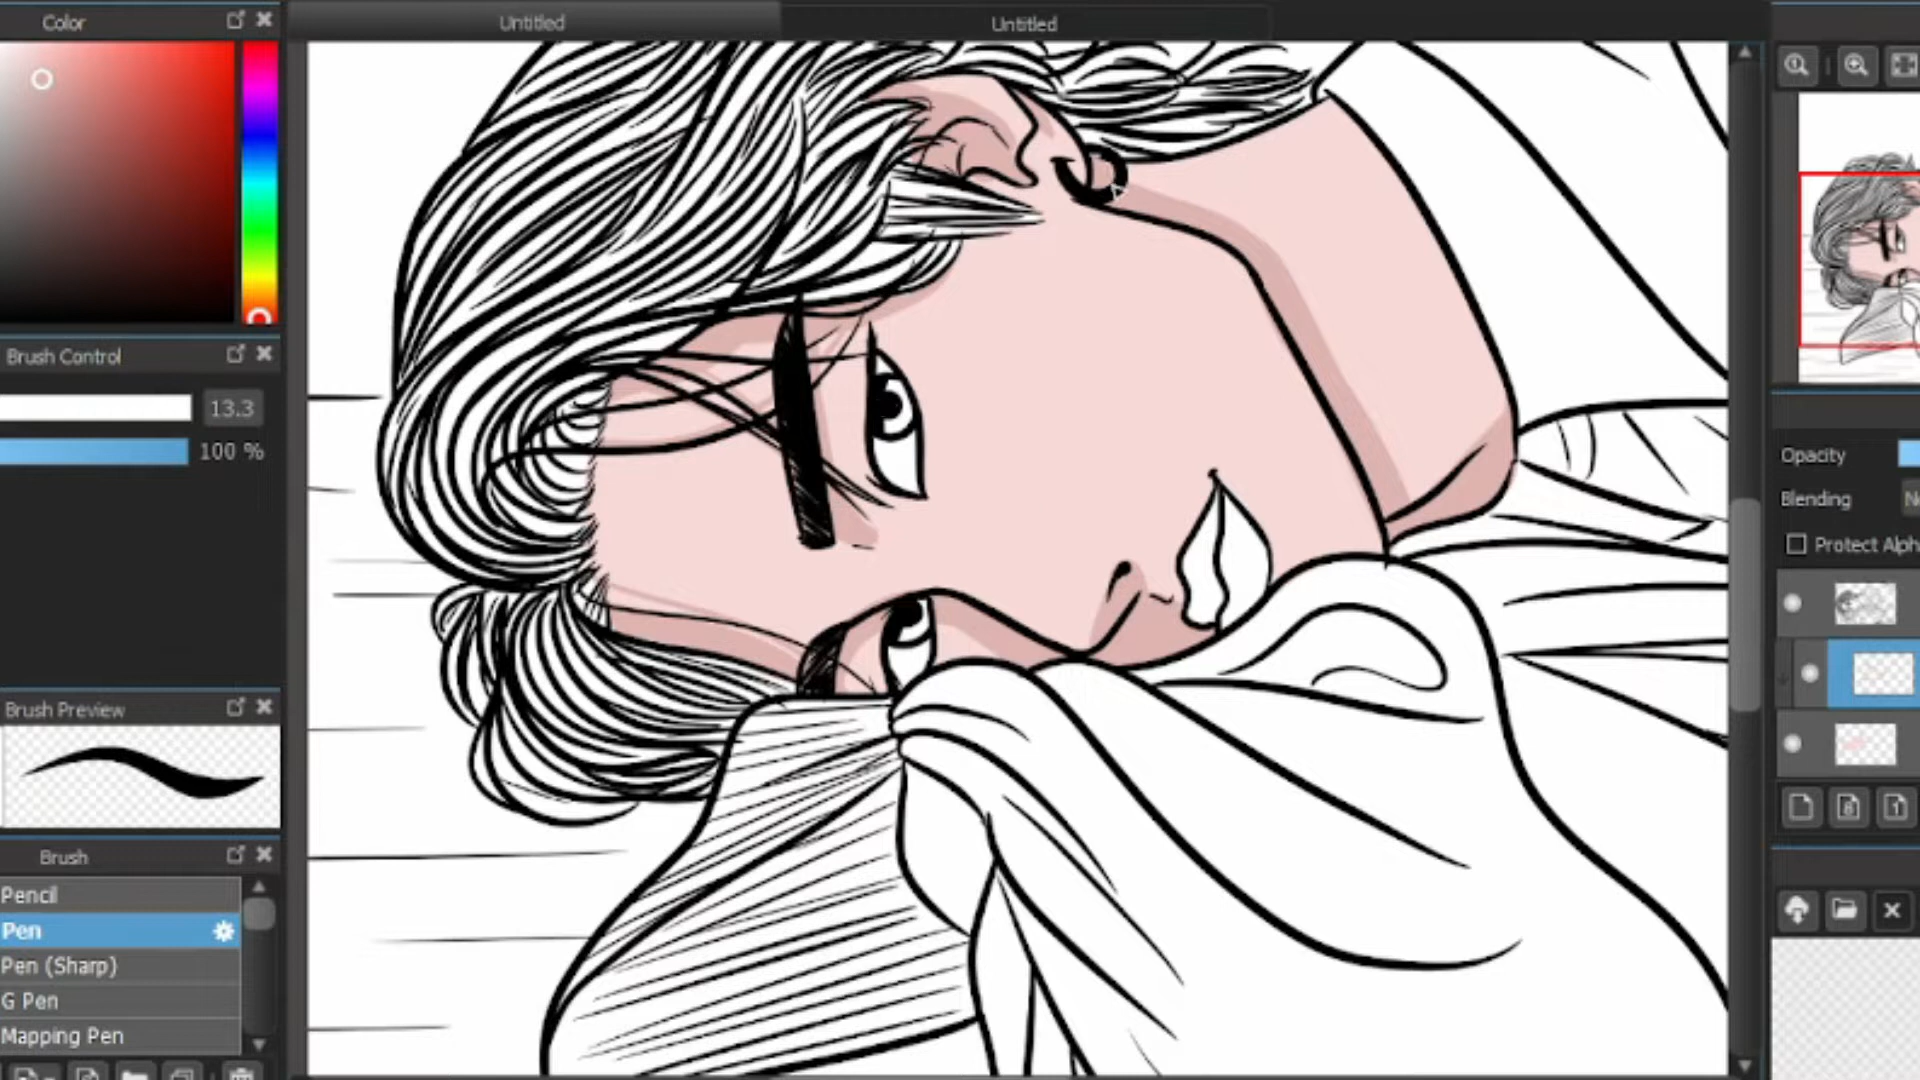 Color
Untitled
Untitled
Brush Control
13.3
100 %
Opacity
Blending
Protect Alph
Brush Preview
Brush
Pencil
Pen
Pen (Sharp)
G Pen
Mapping Pen